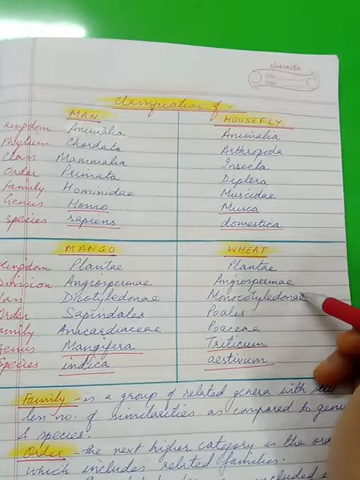 Classification of -
MAN
HOUSEFLY
Kingdom Animalia
Animalia
Phylum Chordata
Arthropoda
Class Mammalia
Insecta
Order Primata
Diptera
Family Hominidae
Muscidae
Genus Homo
Musca
Species sapiens
domestica
MANGO
WHEAT
Kingdom Plantae
Plantae
Division Angiospermae
Angiospermae
Class Dicotyledonae
Monocotyledonae
Order Sapindales
Poales
Family Anacardiaceae
Poaceae
Genus Mangifera
Triticum
Species indica
aestivum
Family - is a group of related genera with
less no. of similarities as compared to
& species.
Order - the next higher category is the
which includes related families.